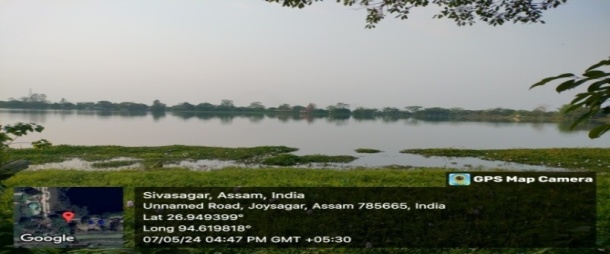 GPS Map Camera
Sivasagar, Assam, India
Unnamed Road, Joysagar, Assam 785665, India
Lat 26.949399°
Long 94.619818°
07/05/24 04:47 PM GMT +05:30
Google